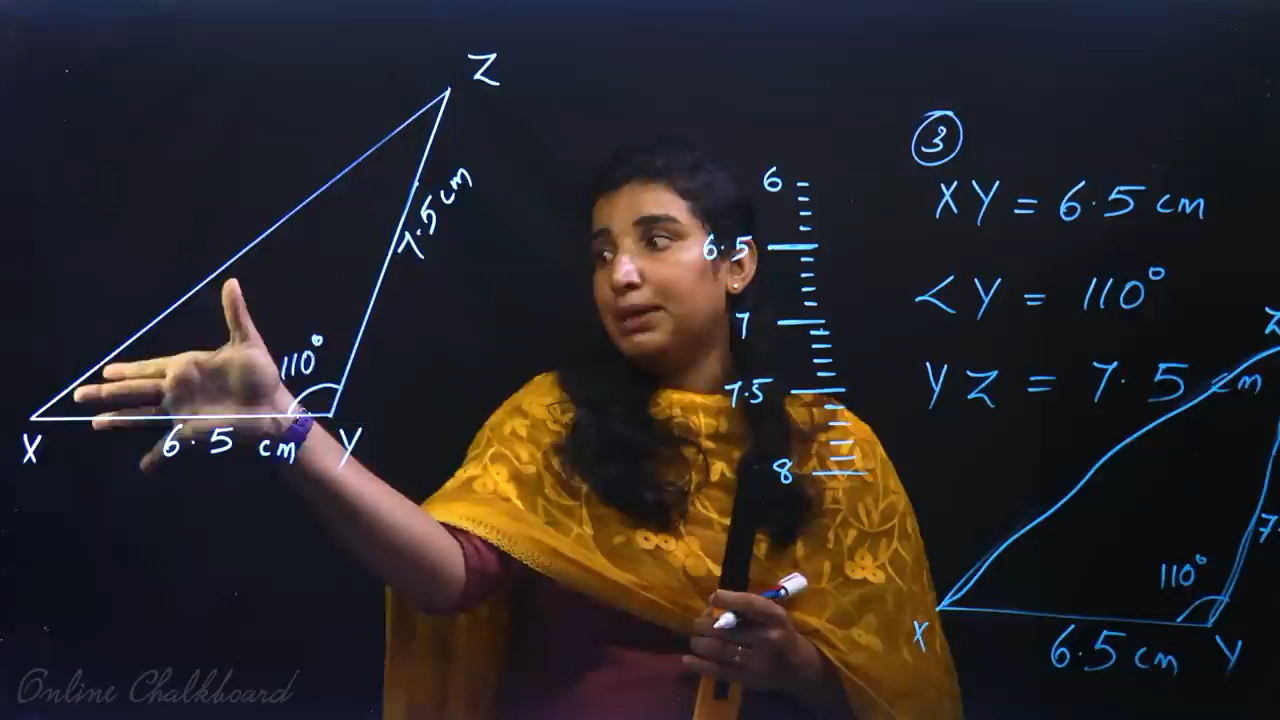 Z
7.5 cm
110°
6.5 cm
X
Y
6
6.5
7
7.5
8
3
XY = 6.5 cm
<Y = 110°
YZ = 7.5 cm
Z
7
110°
X
6.5 cm
Y
Online Chalkboard